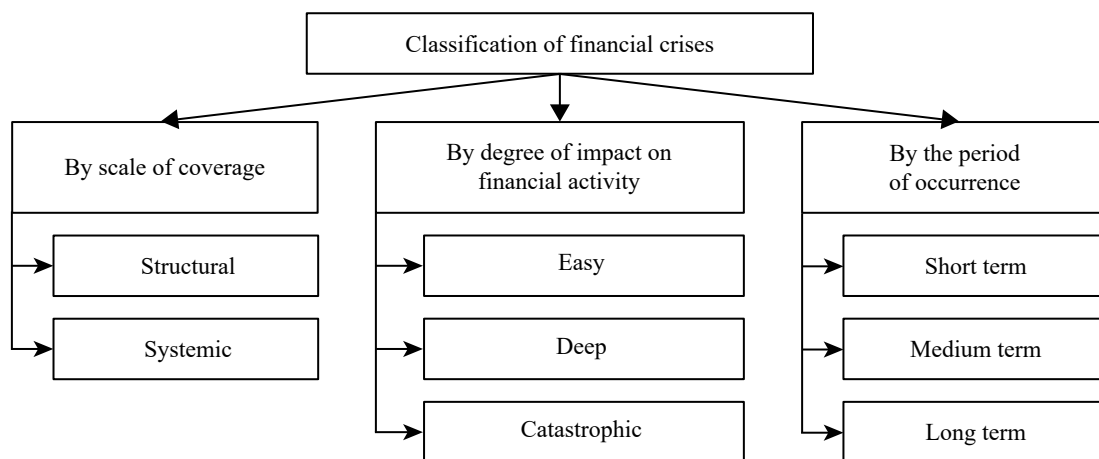 Classification of financial crises
By scale of coverage
Structural
Systemic
By degree of impact on
financial activity
Easy
Deep
Catastrophic
By the period
of occurrence
Short term
Medium term
Long term